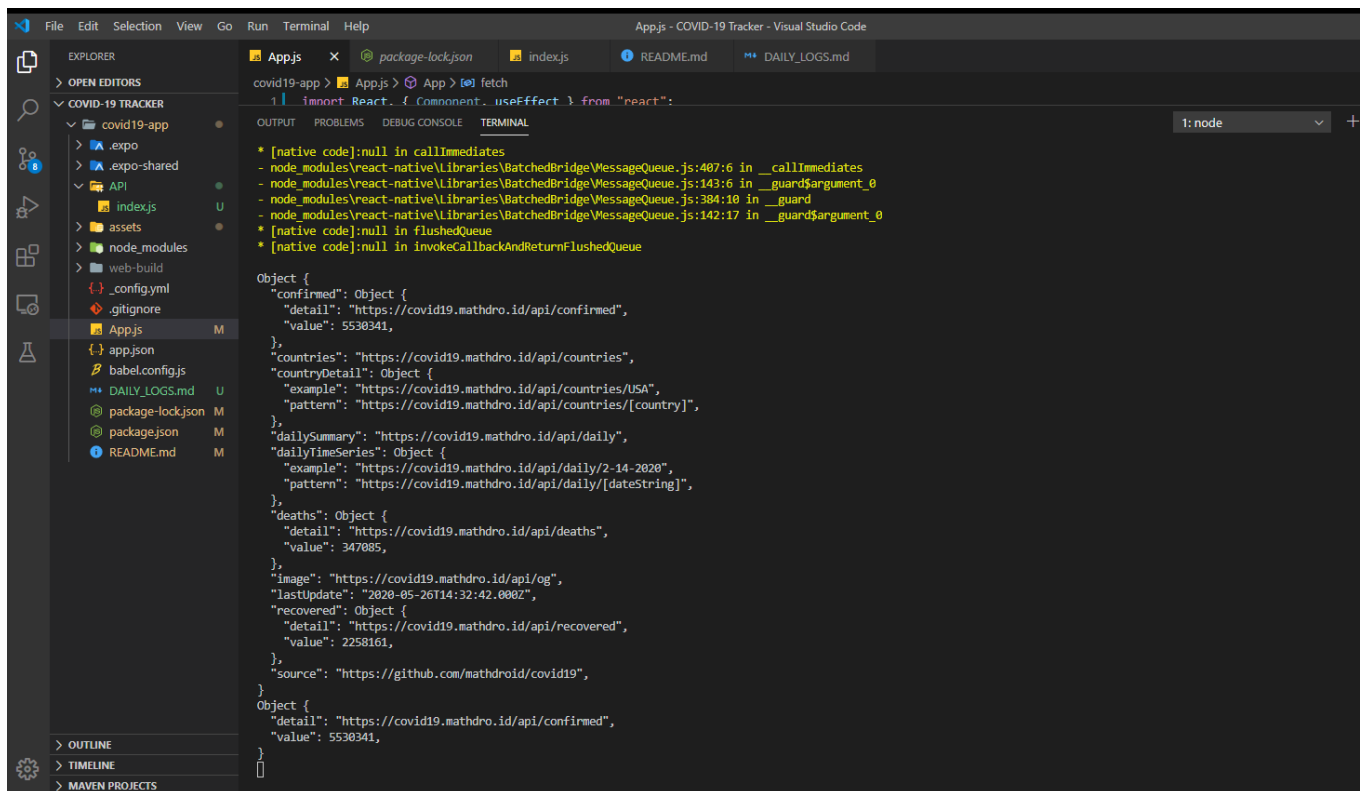 File Edit Selection View Go Run Terminal Help App.js - COVID-19 Tracker - Visual Studio Code
EXPLORER
OPEN EDITORS
COVID-19 TRACKER
covid19-app
.expo
.expo-shared
API
index.js U
assets
node_modules
web-build
_config.yml
.gitignore
App.js M
app.json
babel.config.js
DAILY_LOGS.md U
package-lock.json M
package.json M
README.md M
OUTLINE
TIMELINE
MAVEN PROJECTS
8
App.js package-lock.json index.js README.md DAILY_LOGS.md
covid19-app > App.js > App > fetch
1 import React, { Component, useEffect } from "react";
OUTPUT PROBLEMS DEBUG CONSOLE TERMINAL 1: node
* [native code]:null in callImmediates
- node_modules\react-native\Libraries\BatchedBridge\MessageQueue.js:407:6 in __callImmediates
- node_modules\react-native\Libraries\BatchedBridge\MessageQueue.js:143:6 in __guard$argument_0
- node_modules\react-native\Libraries\BatchedBridge\MessageQueue.js:384:10 in __guard
- node_modules\react-native\Libraries\BatchedBridge\MessageQueue.js:142:17 in __guard$argument_0
* [native code]:null in flushedQueue
* [native code]:null in invokeCallbackAndReturnFlushedQueue
Object {
"confirmed": Object {
"detail": "https://covid19.mathdro.id/api/confirmed",
"value": 5530341,
},
"countries": "https://covid19.mathdro.id/api/countries",
"countryDetail": Object {
"example": "https://covid19.mathdro.id/api/countries/USA",
"pattern": "https://covid19.mathdro.id/api/countries/[country]",
},
"dailySummary": "https://covid19.mathdro.id/api/daily",
"dailyTimeSeries": Object {
"example": "https://covid19.mathdro.id/api/daily/2-14-2020",
"pattern": "https://covid19.mathdro.id/api/daily/[dateString]",
},
"deaths": Object {
"detail": "https://covid19.mathdro.id/api/deaths",
"value": 347085,
},
"image": "https://covid19.mathdro.id/api/og",
"lastUpdate": "2020-05-26T14:32:42.000Z",
"recovered": Object {
"detail": "https://covid19.mathdro.id/api/recovered",
"value": 2258161,
},
"source": "https://github.com/mathdroid/covid19",
}
Object {
"detail": "https://covid19.mathdro.id/api/confirmed",
"value": 5530341,
}